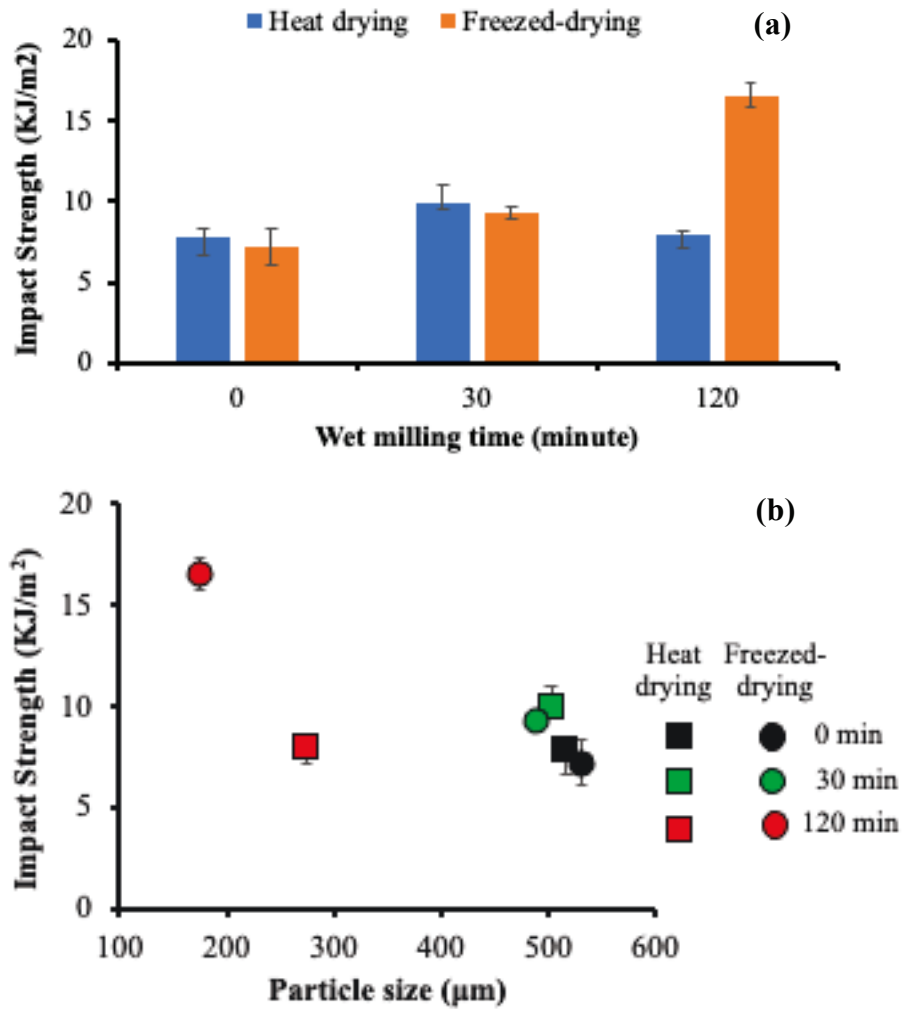 Heat drying Freezed-drying (a)
Impact Strength (KJ/m2)
20
15
10
5
0
0 30 120
Wet milling time (minute)
(b)
Impact Strength (KJ/m²)
20
15
10
5
0
100 200 300 400 500 600
Particle size (µm)
Heat Freezed-
drying drying
0 min
30 min
120 min